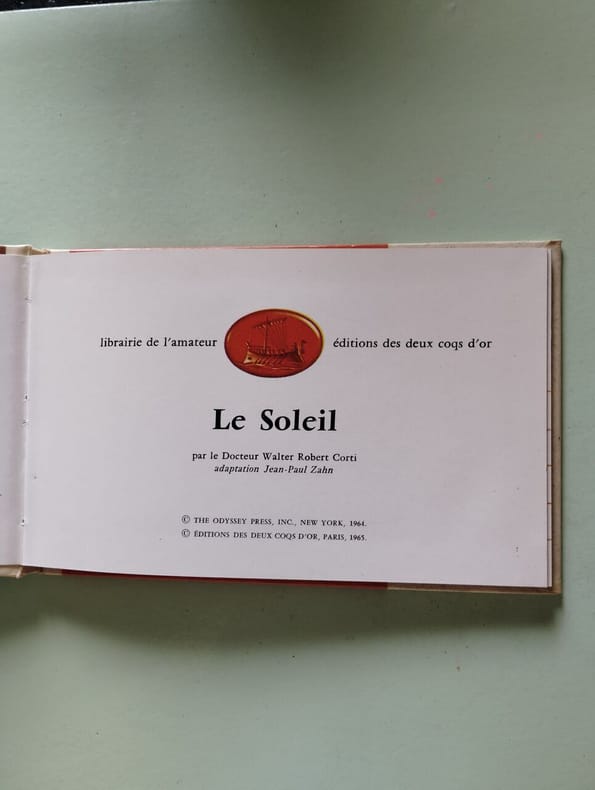 librairie de l'amateur éditions des deux coqs d'or
Le Soleil
par le Docteur Walter Robert Corti
adaptation Jean-Paul Zahn
© THE ODYSSEY PRESS, INC., NEW YORK, 1964.
© ÉDITIONS DES DEUX COQS D'OR, PARIS, 1965.